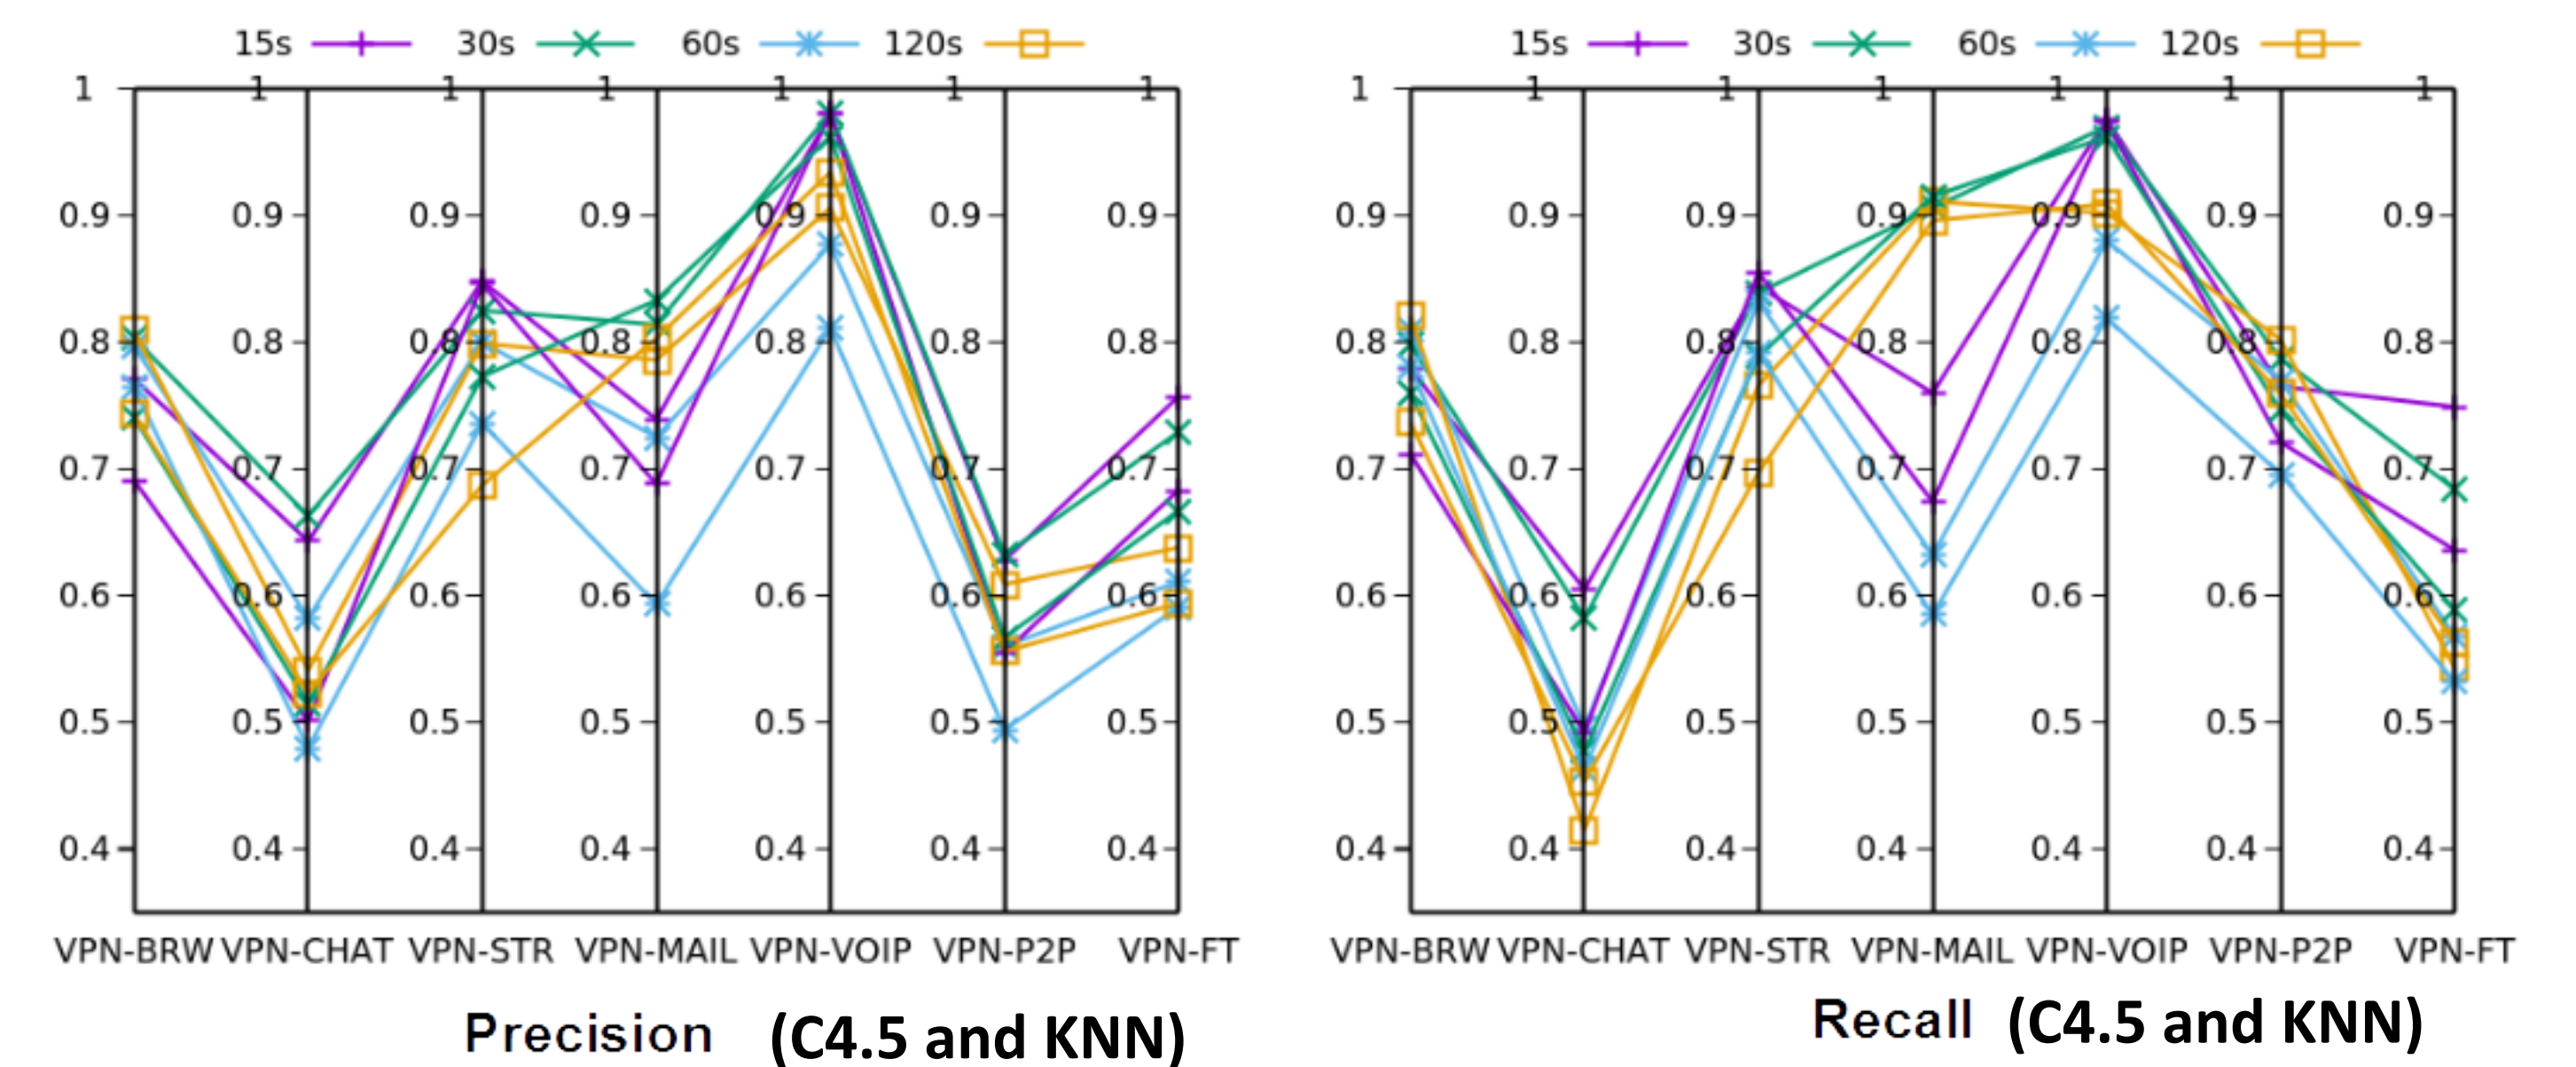 15s 30s 60s 120s 15s 30s 60s 120s
1 1 1 1 1 1 1 1 1 1 1 1 1 1
0.9 0.9 0.9 0.9 0.9 0.9 0.9 0.9 0.9 0.9 0.9 0.9 0.9 0.9
0.8 0.8 0.8 0.8 0.8 0.8 0.8 0.8 0.8 0.8 0.8 0.8 0.8 0.8
0.7 0.7 0.7 0.7 0.7 0.7 0.7 0.7 0.7 0.7 0.7 0.7 0.7 0.7
0.6 0.6 0.6 0.6 0.6 0.6 0.6 0.6 0.6 0.6 0.6 0.6 0.6 0.6
0.5 0.5 0.5 0.5 0.5 0.5 0.5 0.5 0.5 0.5 0.5 0.5 0.5 0.5
0.4 0.4 0.4 0.4 0.4 0.4 0.4 0.4 0.4 0.4 0.4 0.4 0.4 0.4
VPN-BRW VPN-CHAT VPN-STR VPN-MAIL VPN-VOIP VPN-P2P VPN-FT VPN-BRW VPN-CHAT VPN-STR VPN-MAIL VPN-VOIP VPN-P2P VPN-FT
Precision (C4.5 and KNN) Recall (C4.5 and KNN)